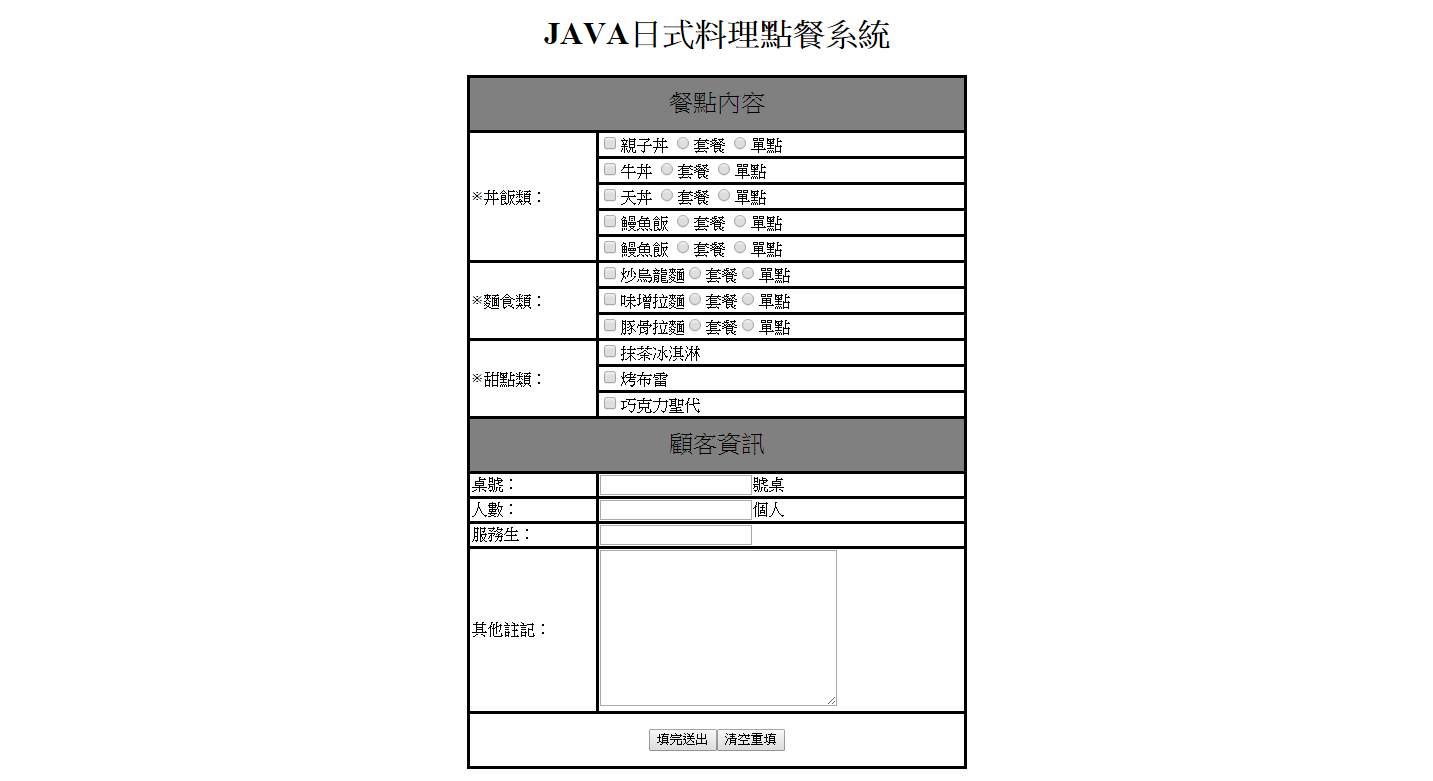 JAVA日式料理點餐系統
餐點內容
※丼飯類：
親子丼 套餐 單點
牛丼 套餐 單點
天丼 套餐 單點
鰻魚飯 套餐 單點
鰻魚飯 套餐 單點
※麵食類：
炒烏龍麵 套餐 單點
味增拉麵 套餐 單點
豚骨拉麵 套餐 單點
※甜點類：
抹茶冰淇淋
烤布雷
巧克力聖代
顧客資訊
桌號： 號桌
人數： 個人
服務生：
其他註記：
填完送出 清空重填